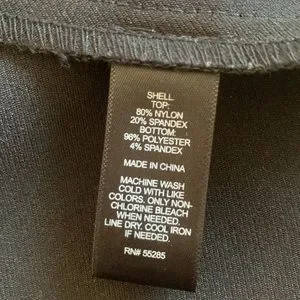 SHELL
TOP:
80% NYLON
20% SPANDEX
BOTTOM:
96% POLYESTER
4% SPANDEX
MADE IN CHINA
MACHINE WASH
COLD WITH LIKE
COLORS. ONLY NON-
CHLORINE BLEACH
WHEN NEEDED.
LINE DRY. COOL IRON
IF NEEDED.
RN# 55285